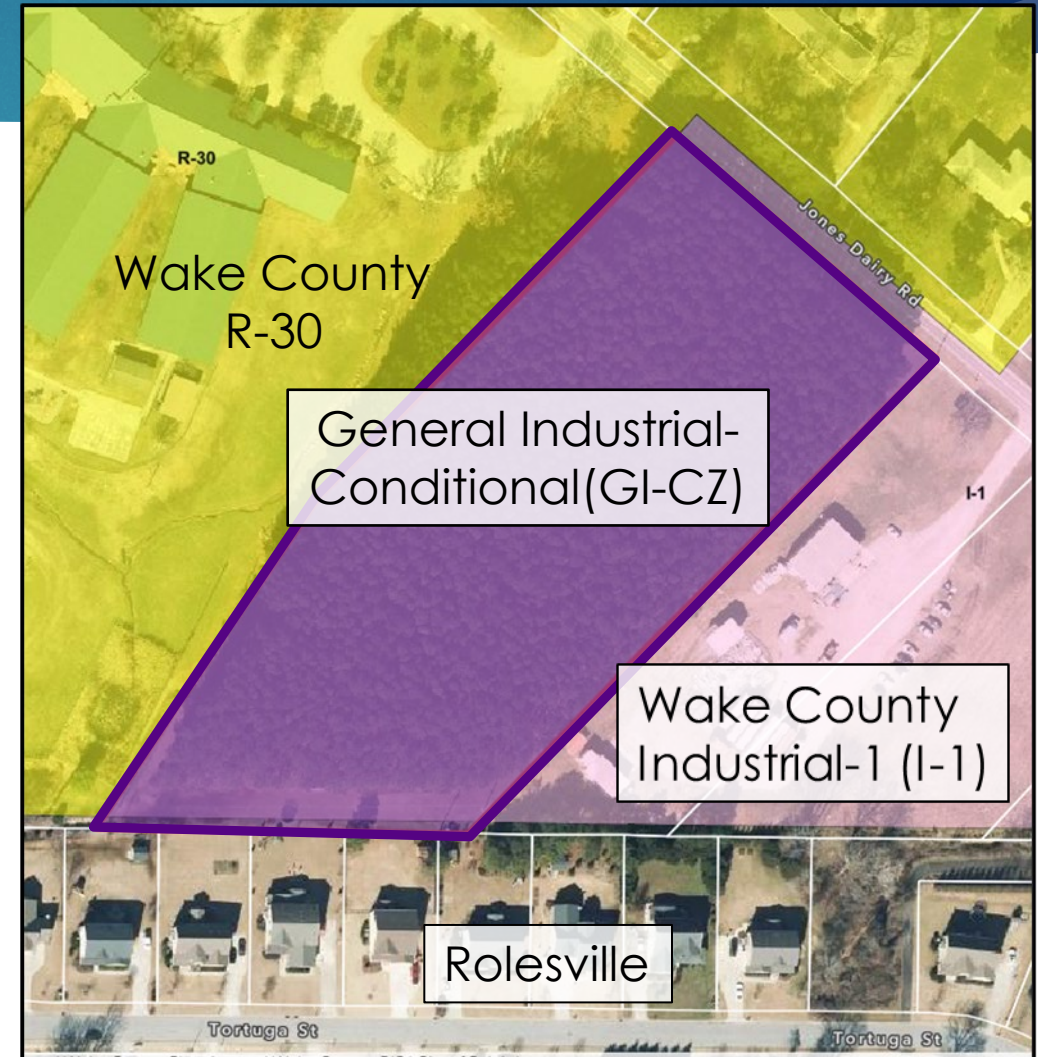 R-30
Wake County
R-30
Jones Dairy Rd
General Industrial-
Conditional(GI-CZ)
I-1
Wake County
Industrial-1 (I-1)
Rolesville
Tortuga St
Tortuga St